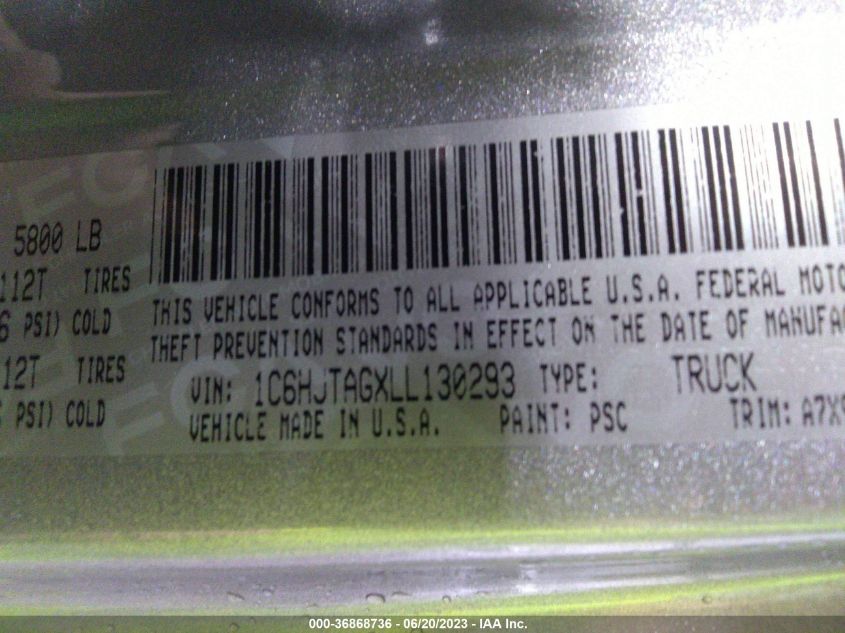 5800 LB
112T TIRES
6 PSI) COLD
12T TIRES
PSI) COLD
THIS VEHICLE CONFORMS TO ALL APPLICABLE U.S.A. FEDERAL MOTO
THEFT PREVENTION STANDARDS IN EFFECT ON THE DATE OF MANUFA
VIN: 1C6HJTAGXLL130293 TYPE: TRUCK
VEHICLE MADE IN U.S.A. PAINT: PSC TRIM: A7X9
000-36868736 - 06/20/2023 - IAA Inc.